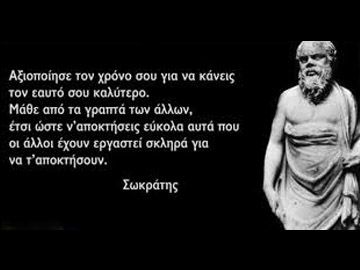 Αξιοποίησε τον χρόνο σου για να κάνεις
τον εαυτό σου καλύτερο.
Μάθε από τα γραπτά των άλλων,
έτσι ώστε ν'αποκτήσεις εύκολα αυτά που
οι άλλοι έχουν εργαστεί σκληρά για
να τ'αποκτήσουν.
Σωκράτης